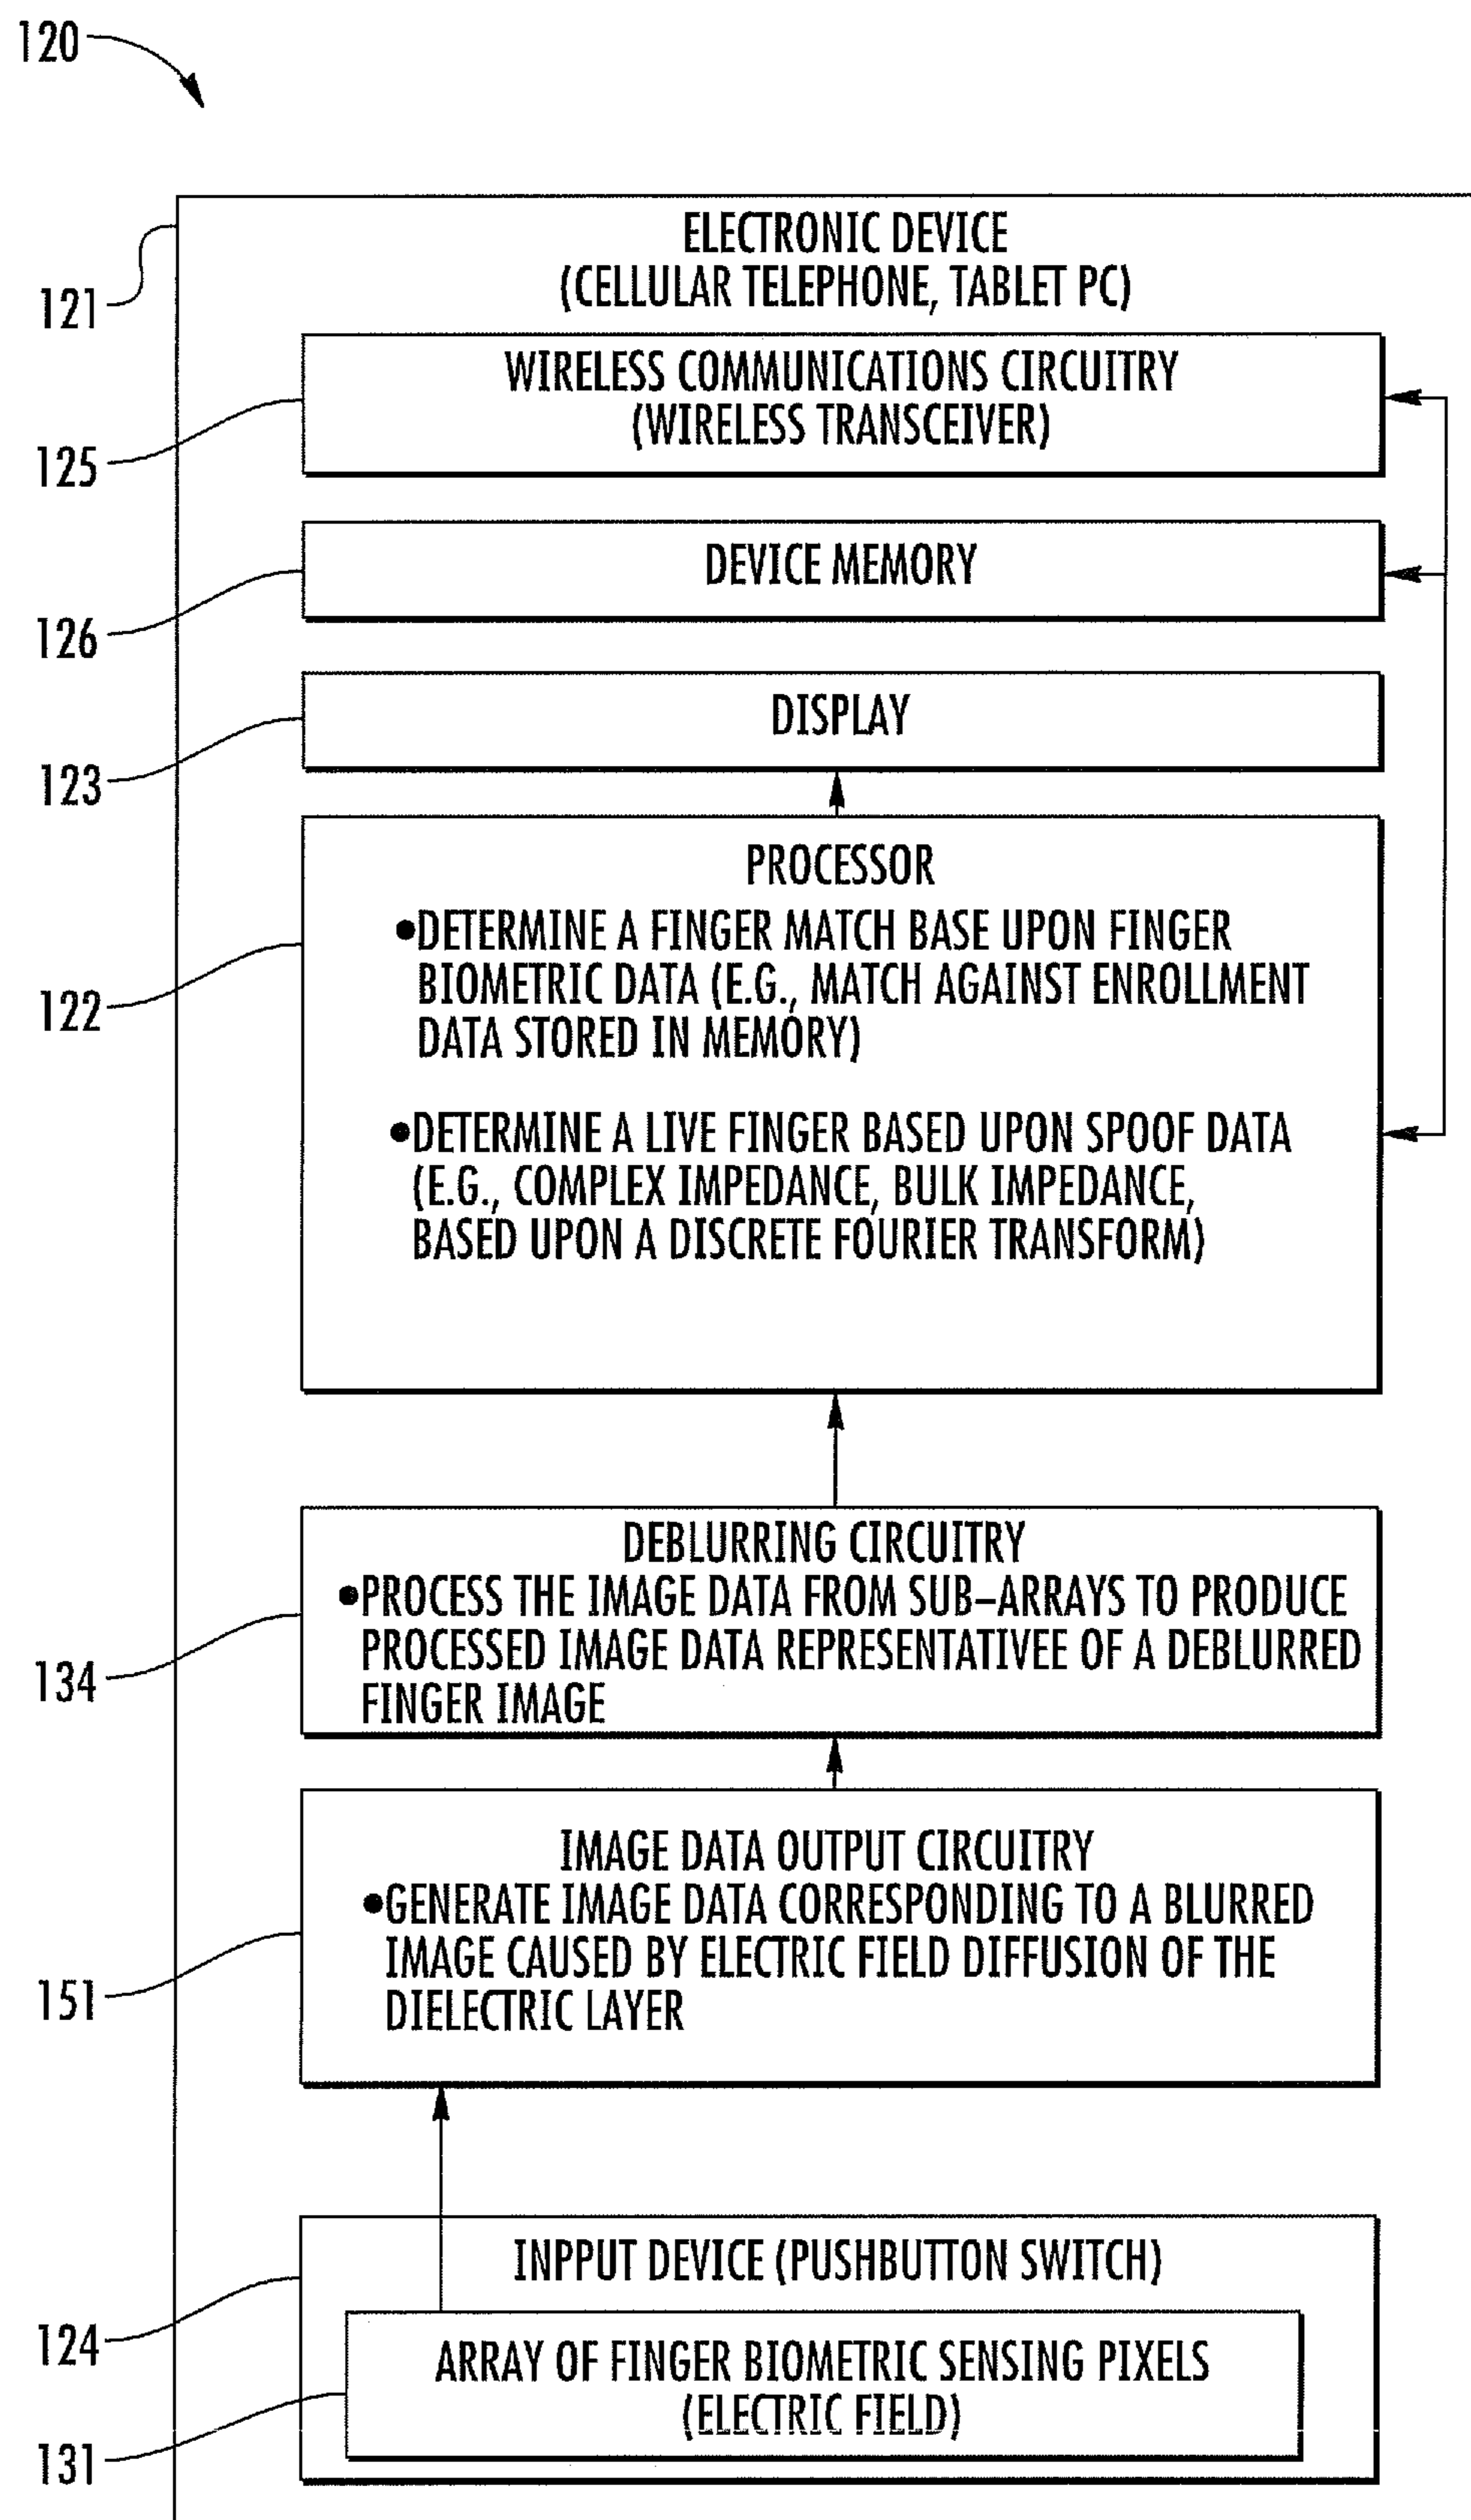 120
ELECTRONIC DEVICE
(CELLULAR TELEPHONE, TABLET PC)
121
WIRELESS COMMUNICATIONS CIRCUITRY
(WIRELESS TRANSCEIVER)
125
DEVICE MEMORY
126
DISPLAY
123
PROCESSOR
•DETERMINE A FINGER MATCH BASE UPON FINGER
BIOMETRIC DATA (E.G., MATCH AGAINST ENROLLMENT
DATA STORED IN MEMORY)
122
•DETERMINE A LIVE FINGER BASED UPON SPOOF DATA
(E.G., COMPLEX IMPEDANCE, BULK IMPEDANCE,
BASED UPON A DISCRETE FOURIER TRANSFORM)
DEBLURRING CIRCUITRY
•PROCESS THE IMAGE DATA FROM SUB-ARRAYS TO PRODUCE
PROCESSED IMAGE DATA REPRESENTATIVEE OF A DEBLURRED
FINGER IMAGE
134
IMAGE DATA OUTPUT CIRCUITRY
•GENERATE IMAGE DATA CORRESPONDING TO A BLURRED
IMAGE CAUSED BY ELECTRIC FIELD DIFFUSION OF THE
DIELECTRIC LAYER
151
INPPUT DEVICE (PUSHBUTTON SWITCH)
124
ARRAY OF FINGER BIOMETRIC SENSING PIXELS
(ELECTRIC FIELD)
131